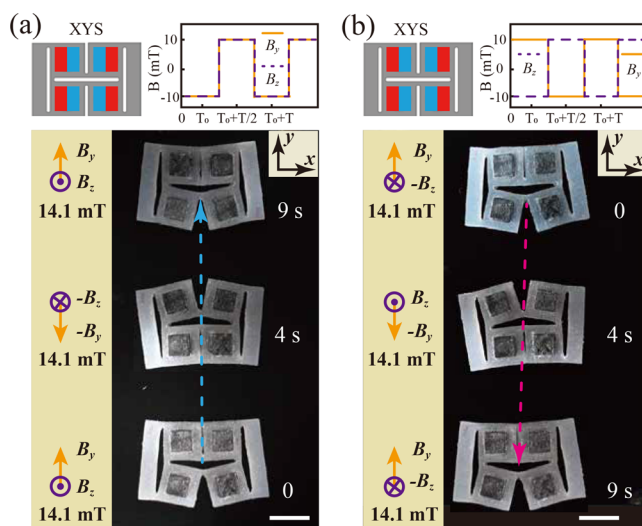 (a)
XYS
B (mT)
10
0
-10
By
Bz
0 To To+T/2 To+T
By
Bz
14.1 mT
y
x
9 s
-Bz
-By
14.1 mT
4 s
By
Bz
14.1 mT
0
(b)
XYS
B (mT)
10
0
-10
Bz
By
0 To To+T/2 To+T
By
-Bz
14.1 mT
y
x
0
Bz
-By
14.1 mT
4 s
By
-Bz
14.1 mT
9 s